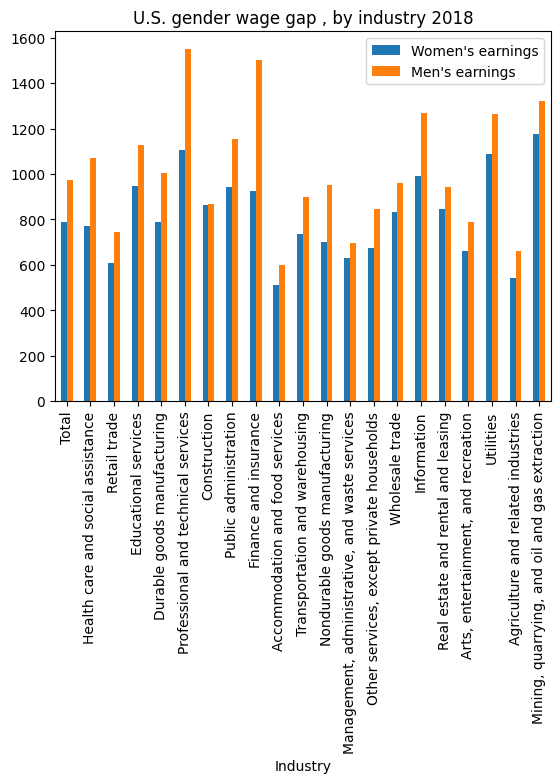 U.S. gender wage gap , by industry 2018
Women's earnings
Men's earnings
1600
1400
1200
1000
800
600
400
200
0
Total
Health care and social assistance
Retail trade
Educational services
Durable goods manufacturing
Professional and technical services
Construction
Public administration
Finance and insurance
Accommodation and food services
Transportation and warehousing
Nondurable goods manufacturing
Management, administrative, and waste services
Other services, except private households
Wholesale trade
Information
Real estate and rental and leasing
Arts, entertainment, and recreation
Utilities
Agriculture and related industries
Mining, quarrying, and oil and gas extraction
Industry